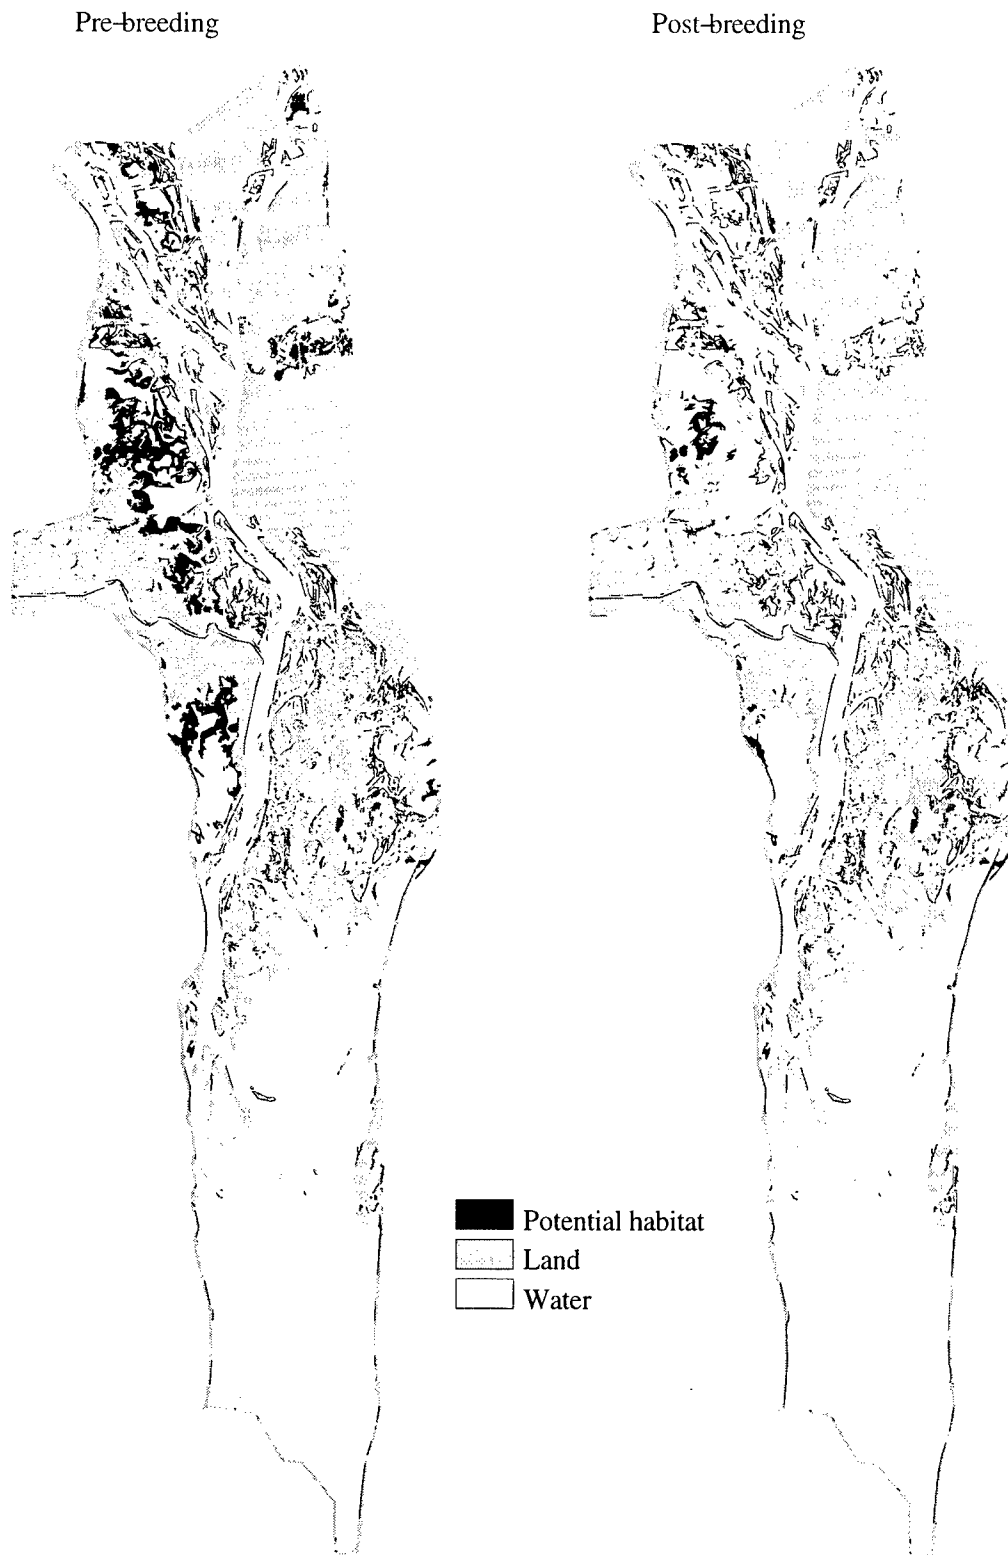 Pre-breeding
Post-breeding
Potential habitat
Land
Water